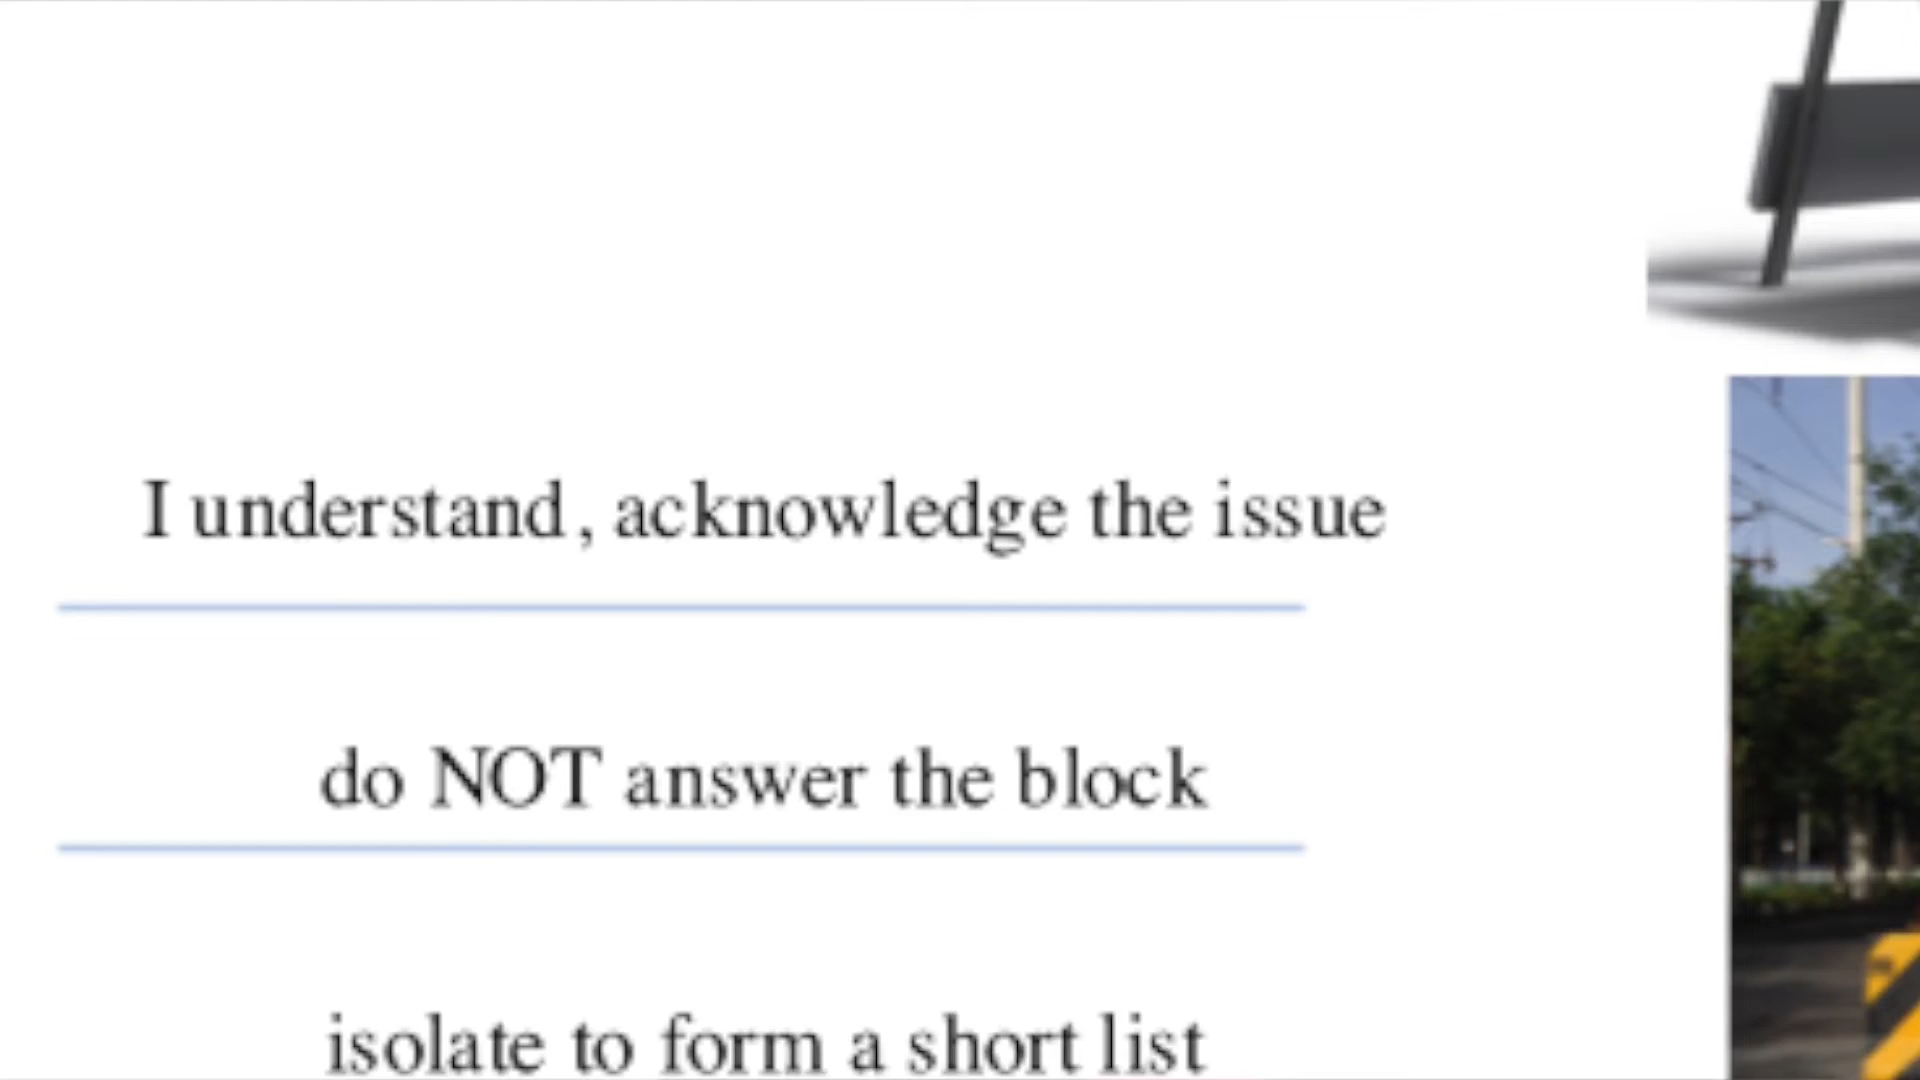 I understand, acknowledge the issue
do NOT answer the block
isolate to form a short list